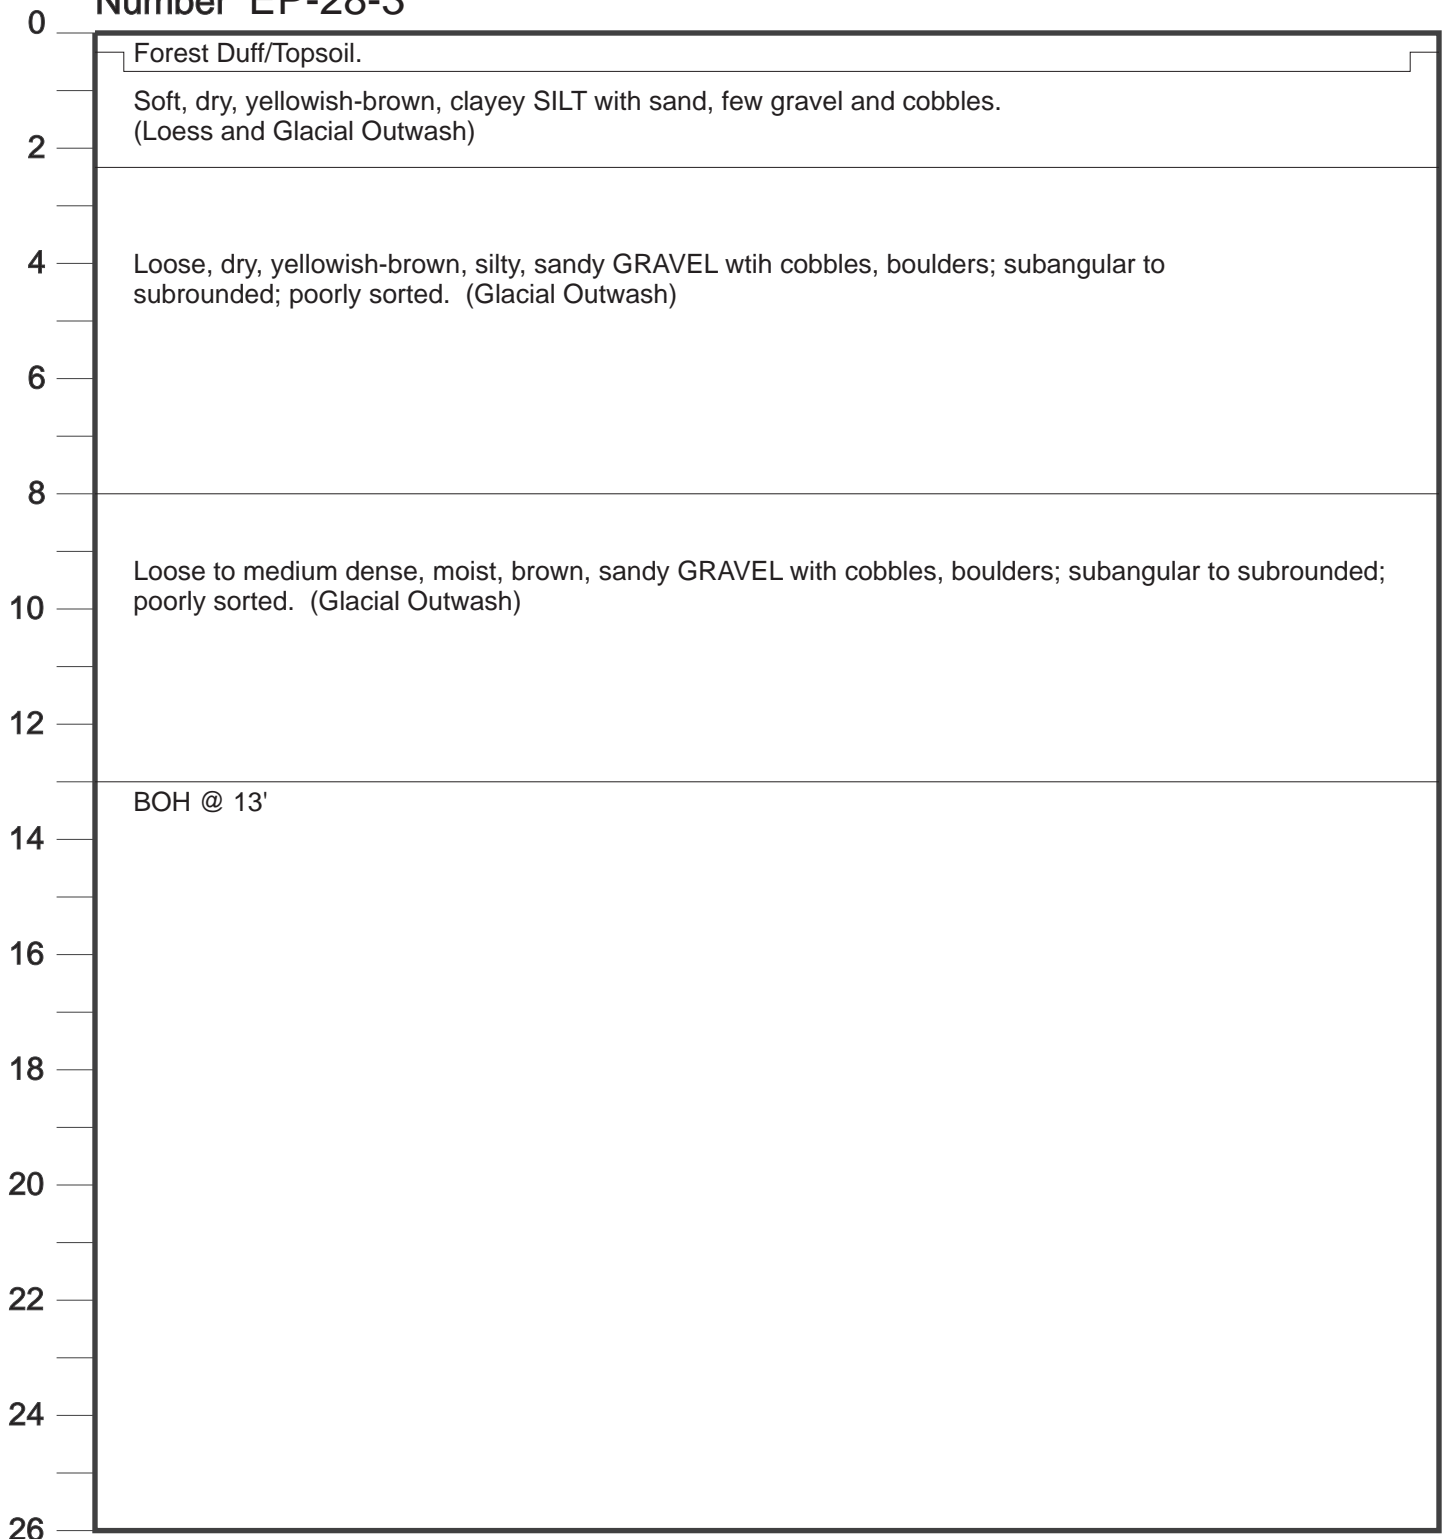 Number EP-28-3
0
Forest Duff/Topsoil.
Soft, dry, yellowish-brown, clayey SILT with sand, few gravel and cobbles.
(Loess and Glacial Outwash)
2
4
Loose, dry, yellowish-brown, silty, sandy GRAVEL wtih cobbles, boulders; subangular to
subrounded; poorly sorted.  (Glacial Outwash)
6
8
Loose to medium dense, moist, brown, sandy GRAVEL with cobbles, boulders; subangular to subrounded;
poorly sorted.  (Glacial Outwash)
10
12
BOH @ 13'
14
16
18
20
22
24
26